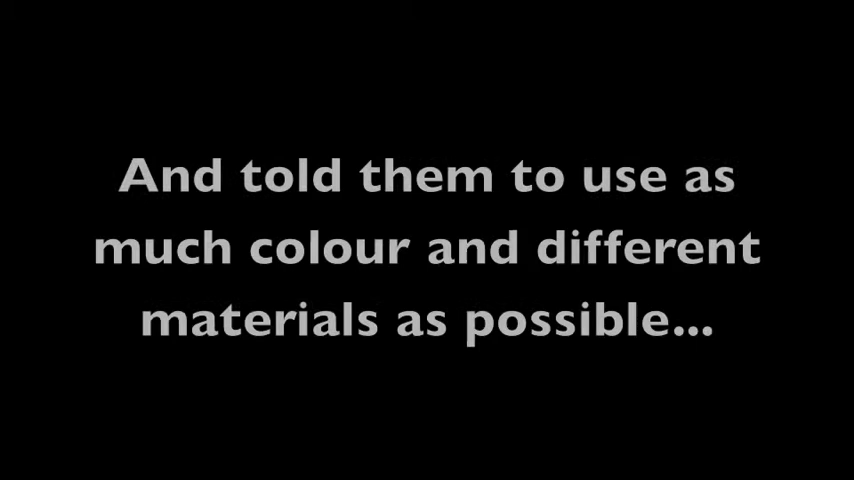 And told them to use as
much colour and different
materials as possible...